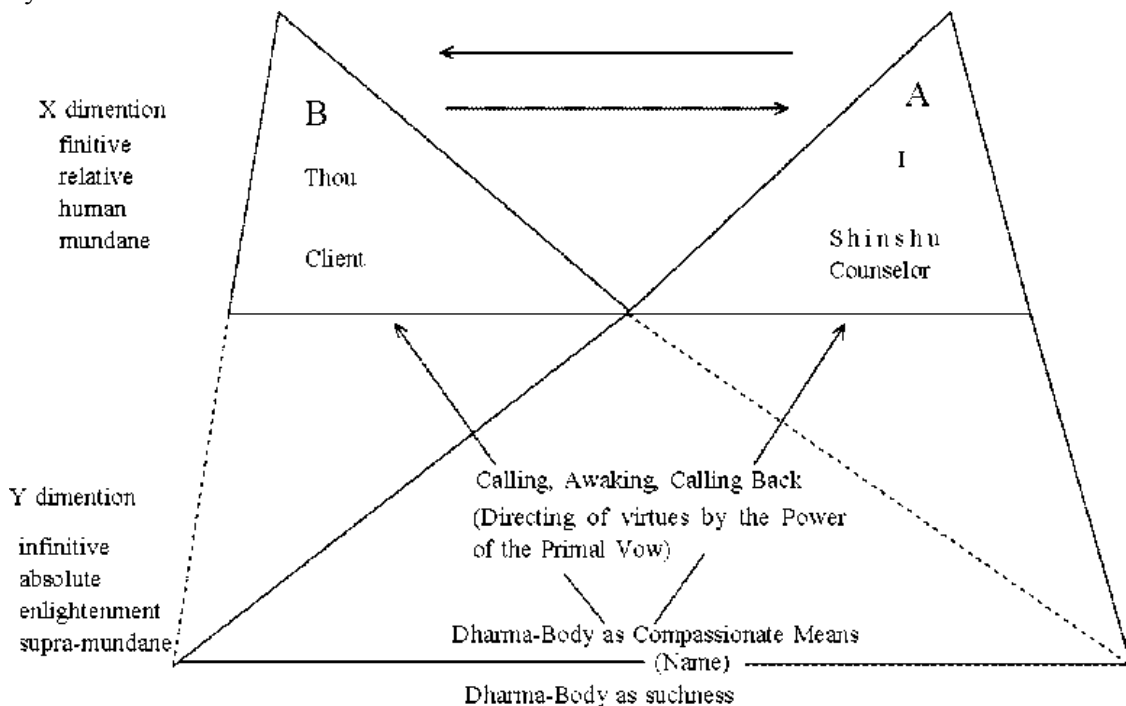 X dimention
finitive
relative
human
mundane
B
Thou
Client
A
I
Shinshu
Counselor
Y dimention
infinitive
absolute
enlightenment
supra-mundane
Calling, Awaking, Calling Back
(Directing of virtues by the Power
of the Primal Vow)
Dharma-Body as Compassionate Means
(Name)
Dharma-Body as suchness